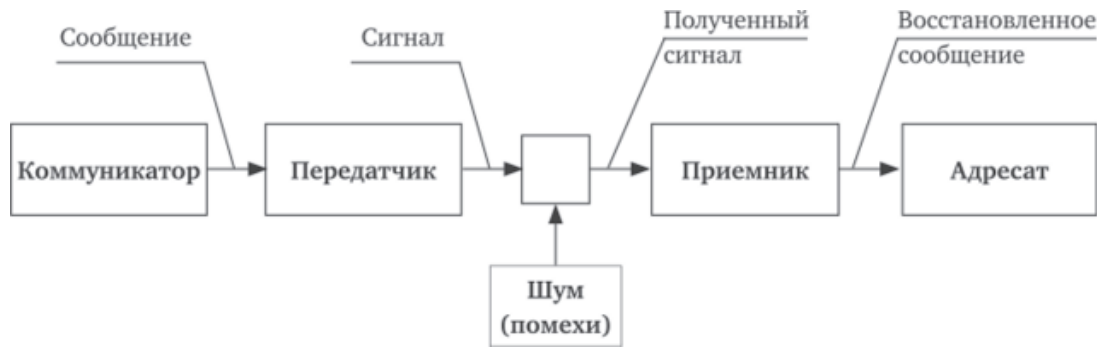 Сообщение
Сигнал
Полученный
сигнал
Восстановленное
сообщение
Коммуникатор
Передатчик
Приемник
Адресат
Шум
(помехи)